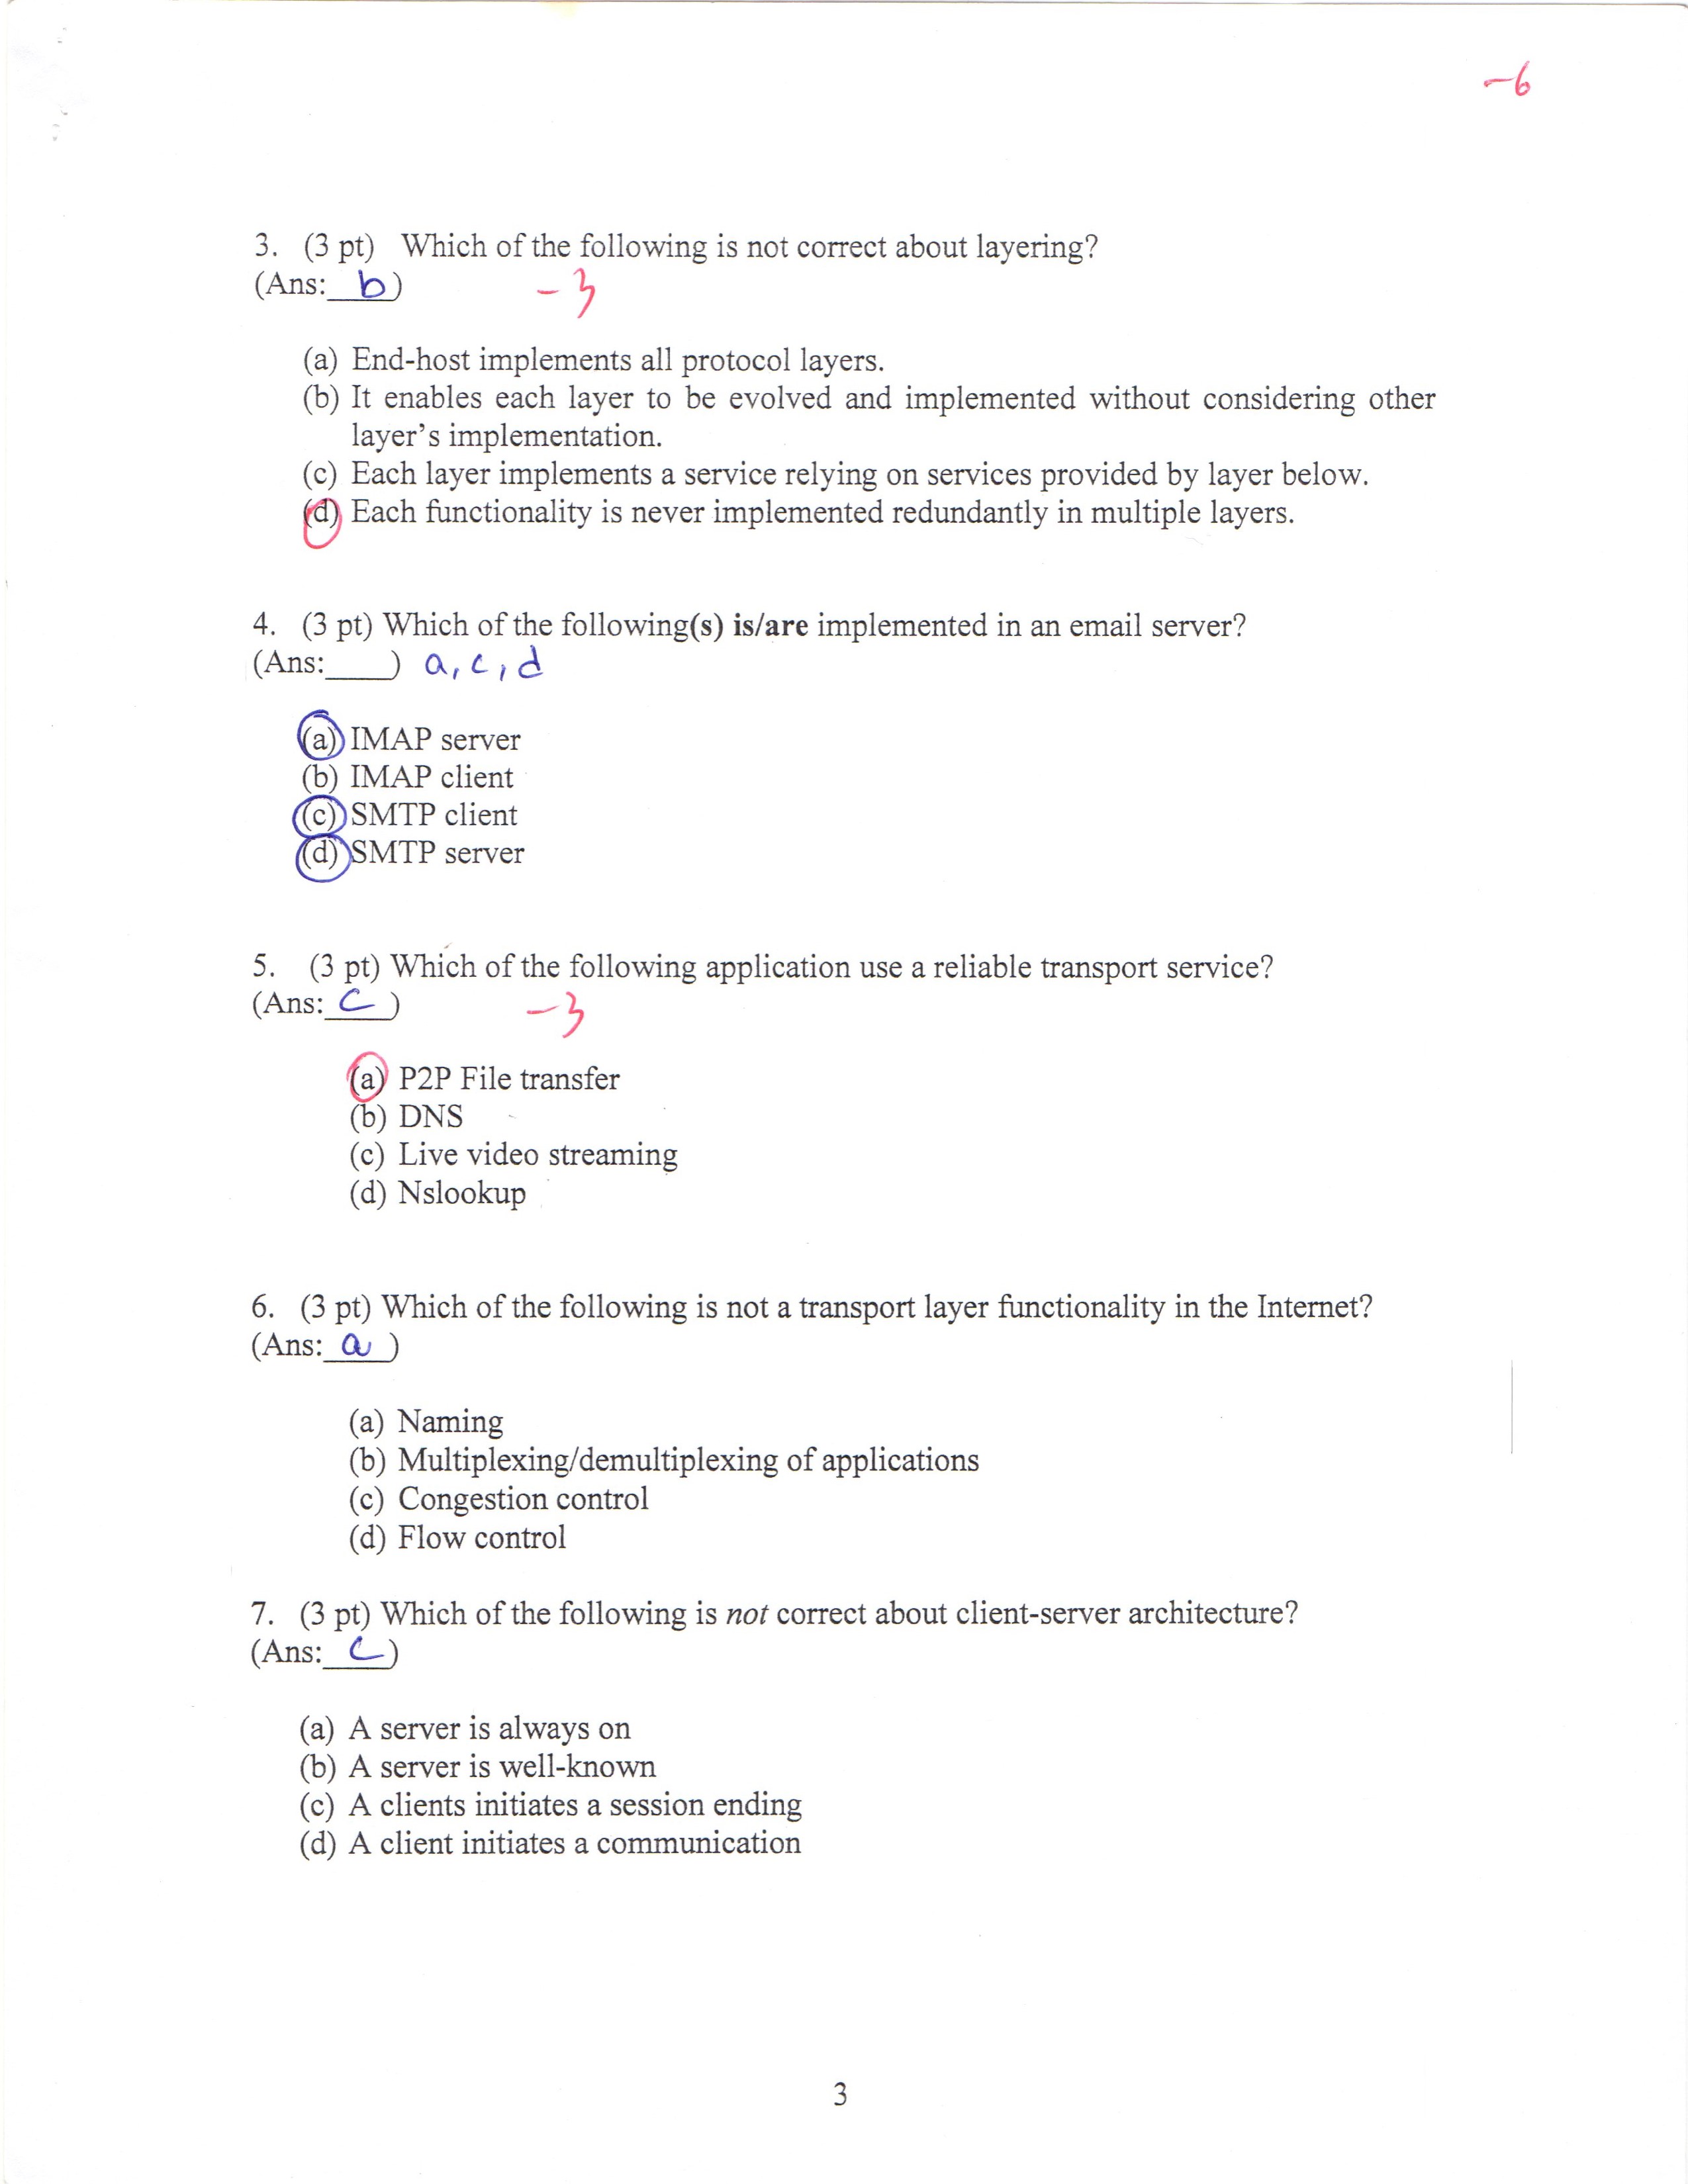 -6
3. (3 pt) Which of the following is not correct about layering?
(Ans: b)
-3
(a) End-host implements all protocol layers.
(b) It enables each layer to be evolved and implemented without considering other
layer's implementation.
(c) Each layer implements a service relying on services provided by layer below.
(d) Each functionality is never implemented redundantly in multiple layers.
4. (3 pt) Which of the following(s) is/are implemented in an email server?
(Ans:____) a, c, d
(a) IMAP server
(b) IMAP client
(c) SMTP client
(d) SMTP server
5. (3 pt) Which of the following application use a reliable transport service?
(Ans: c)
-3
(a) P2P File transfer
(b) DNS
(c) Live video streaming
(d) Nslookup
6. (3 pt) Which of the following is not a transport layer functionality in the Internet?
(Ans: a)
(a) Naming
(b) Multiplexing/demultiplexing of applications
(c) Congestion control
(d) Flow control
7. (3 pt) Which of the following is not correct about client-server architecture?
(Ans: c)
(a) A server is always on
(b) A server is well-known
(c) A clients initiates a session ending
(d) A client initiates a communication
3